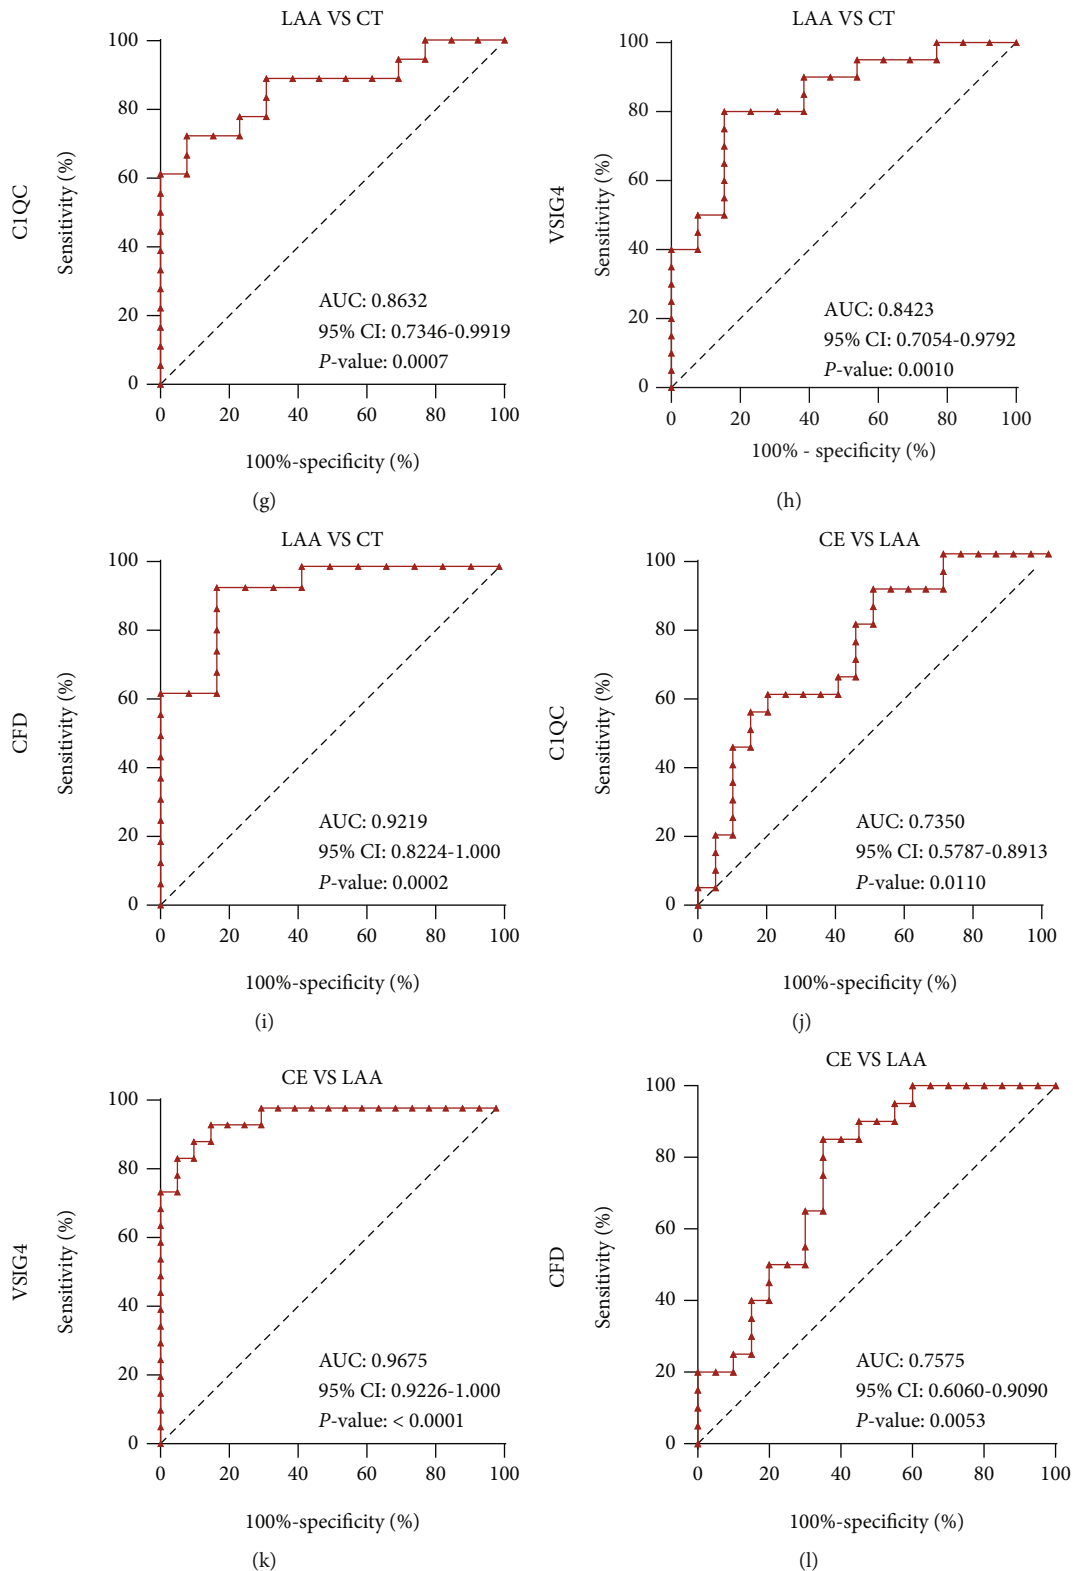 LAA VS CT
C1QC
Sensitivity (%)
100
80
60
40
20
0
AUC: 0.8632
95% CI: 0.7346-0.9919
P-value: 0.0007
0 20 40 60 80 100
100%-specificity (%)
(g)
LAA VS CT
VSIG4
Sensitivity (%)
100
80
60
40
20
0
AUC: 0.8423
95% CI: 0.7054-0.9792
P-value: 0.0010
0 20 40 60 80 100
100% - specificity (%)
(h)
LAA VS CT
CFD
Sensitivity (%)
100
80
60
40
20
0
AUC: 0.9219
95% CI: 0.8224-1.000
P-value: 0.0002
0 20 40 60 80 100
100%-specificity (%)
(i)
CE VS LAA
C1QC
Sensitivity (%)
100
80
60
40
20
0
AUC: 0.7350
95% CI: 0.5787-0.8913
P-value: 0.0110
0 20 40 60 80 100
100%-specificity (%)
(j)
CE VS LAA
VSIG4
Sensitivity (%)
100
80
60
40
20
0
AUC: 0.9675
95% CI: 0.9226-1.000
P-value: < 0.0001
0 20 40 60 80 100
100%-specificity (%)
(k)
CE VS LAA
CFD
Sensitivity (%)
100
80
60
40
20
0
AUC: 0.7575
95% CI: 0.6060-0.9090
P-value: 0.0053
0 20 40 60 80 100
100%-specificity (%)
(l)